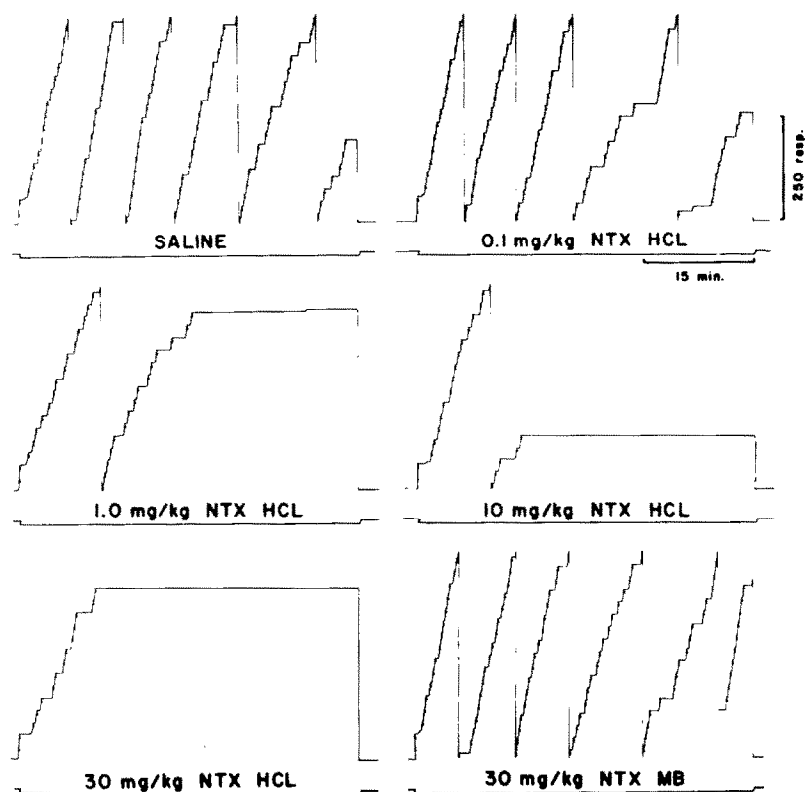 SALINE
0.1 mg/kg NTX HCL
250 resp.
15 min.
1.0 mg/kg NTX HCL
10 mg/kg NTX HCL
30 mg/kg NTX HCL
30 mg/kg NTX MB